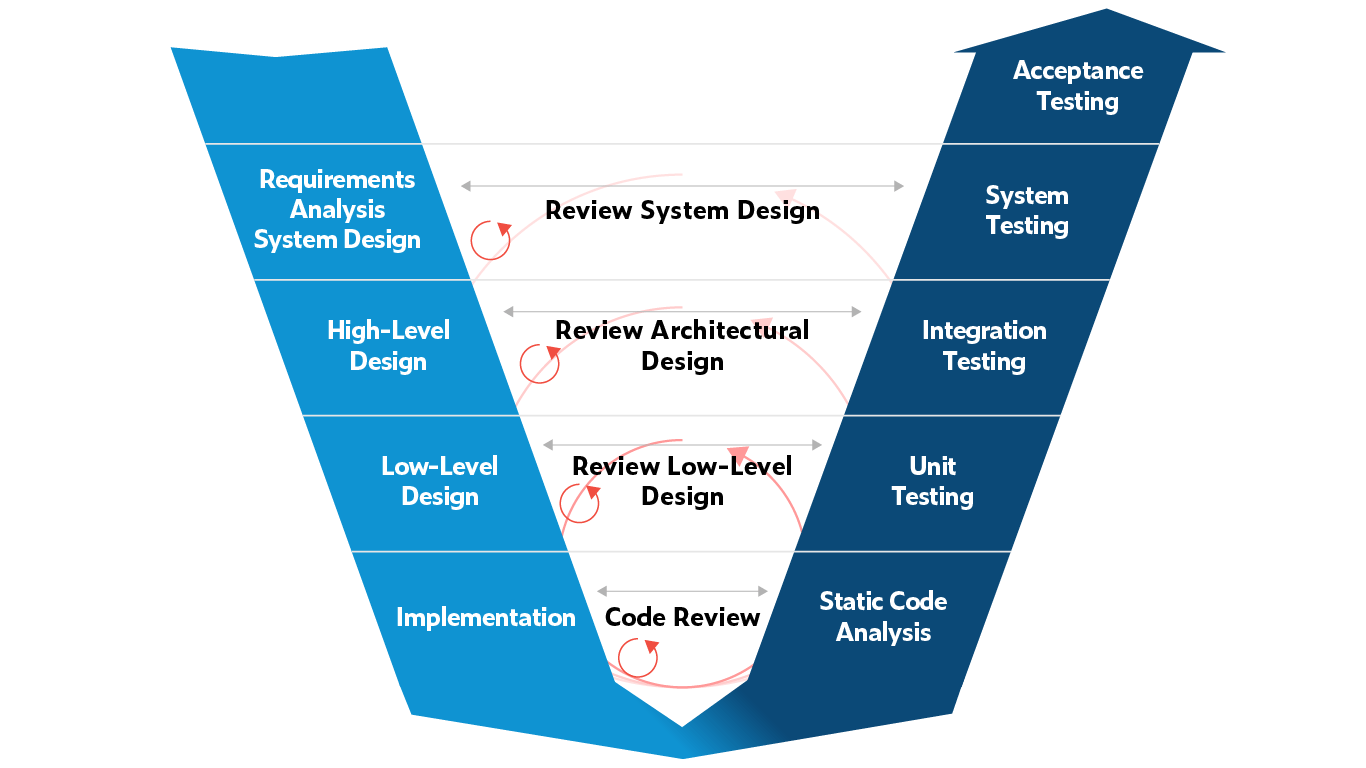 Acceptance
Testing
Requirements
Analysis
System Design
Review System Design
System
Testing
High-Level
Design
Review Architectural
Design
Integration
Testing
Low-Level
Design
Review Low-Level
Design
Unit
Testing
Implementation
Code Review
Static Code
Analysis